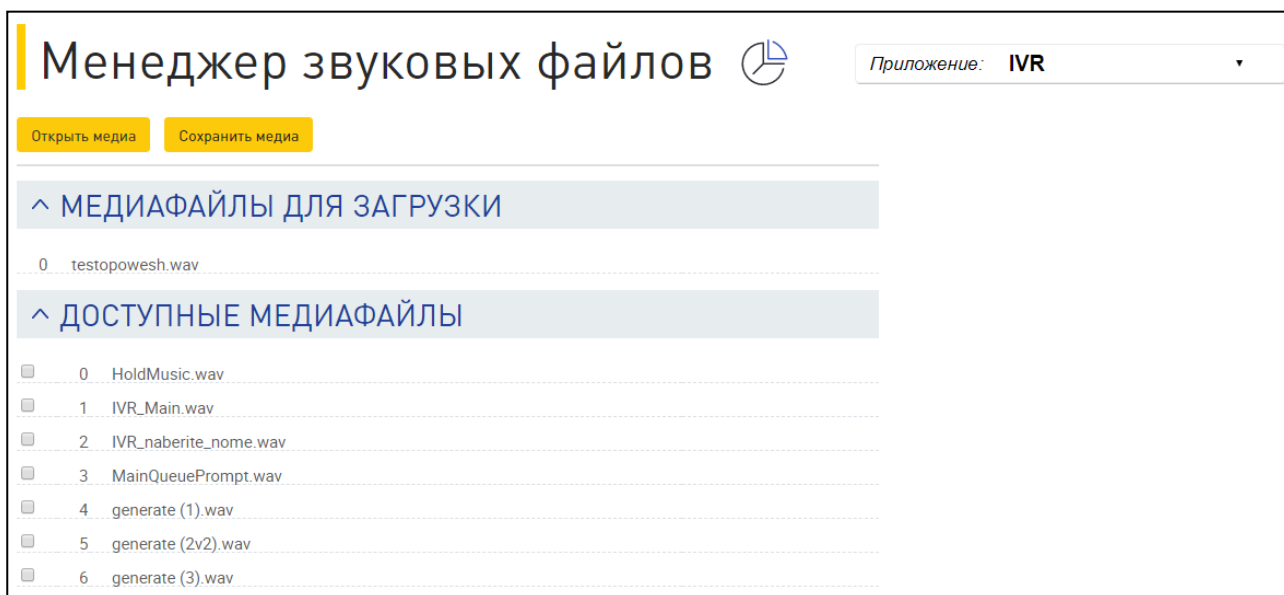 Менеджер звуковых файлов
Приложение: IVR
Открыть медиа Сохранить медиа
МЕДИАФАЙЛЫ ДЛЯ ЗАГРУЗКИ
0 testopowesh.wav
ДОСТУПНЫЕ МЕДИАФАЙЛЫ
0 HoldMusic.wav
1 IVR_Main.wav
2 IVR_naberite_nome.wav
3 MainQueuePrompt.wav
4 generate (1).wav
5 generate (2v2).wav
6 generate (3).wav